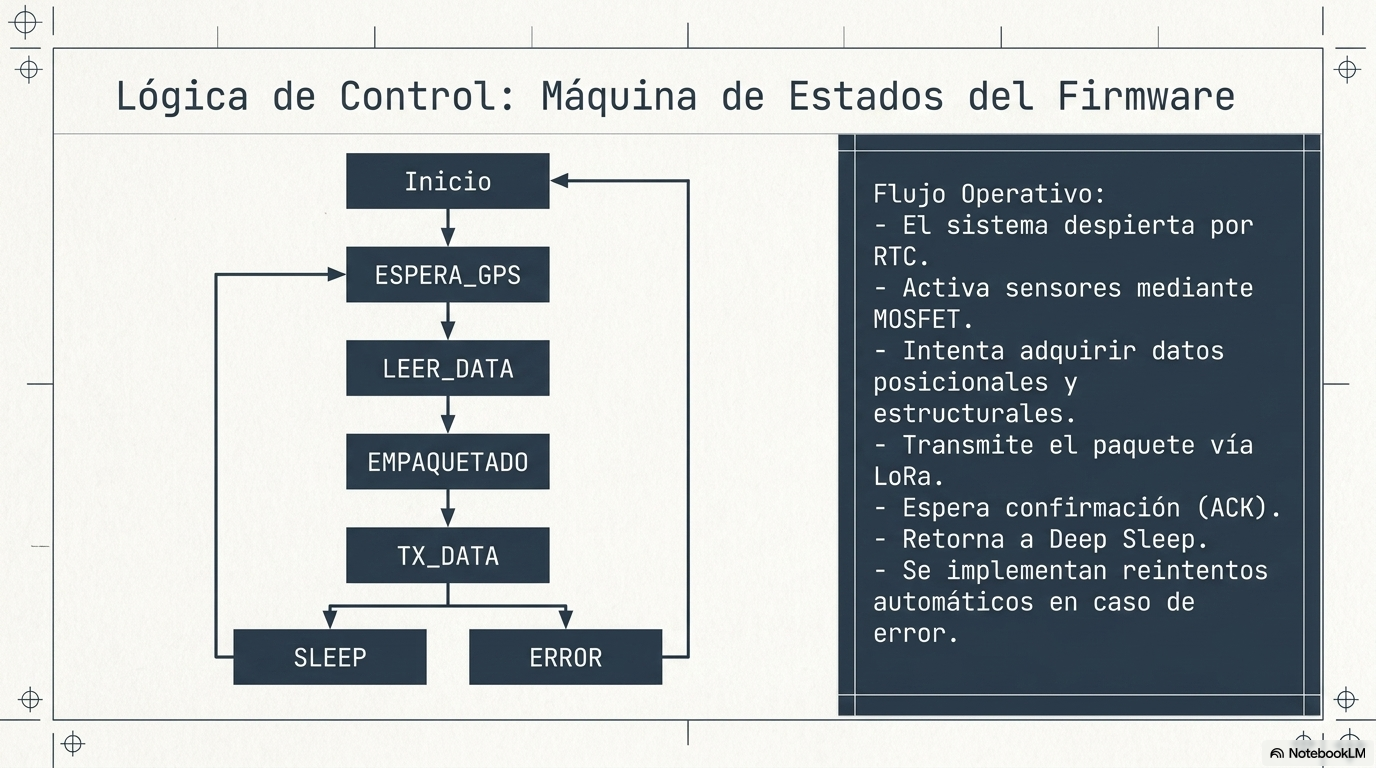 Lógica de Control: Máquina de Estados del Firmware
Inicio
ESPERA_GPS
LEER_DATA
EMPAQUETADO
TX_DATA
SLEEP
ERROR
Flujo Operativo:
- El sistema despierta por
RTC.
- Activa sensores mediante
MOSFET.
- Intenta adquirir datos
posicionales y
estructurales.
- Transmite el paquete vía
LoRa.
- Espera confirmación (ACK).
- Retorna a Deep Sleep.
- Se implementan reintentos
automáticos en caso de
error.
NotebookLM